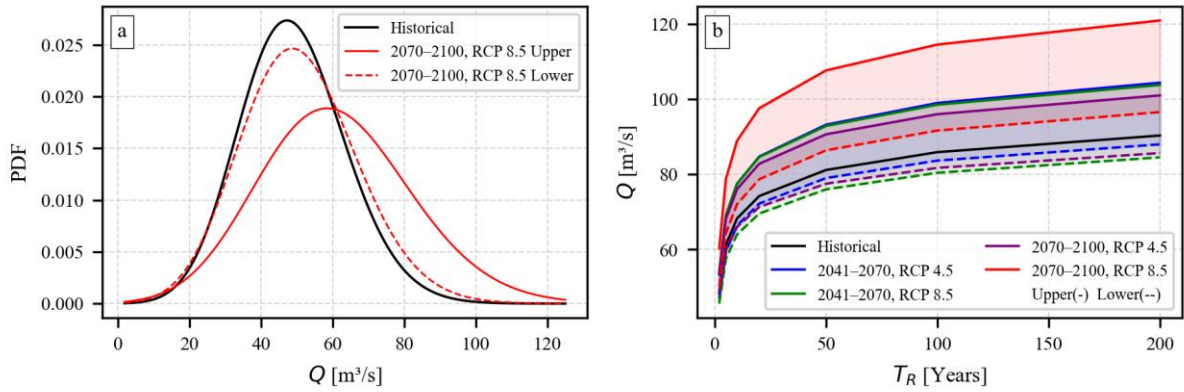 a
Historical
2070–2100, RCP 8.5 Upper
2070–2100, RCP 8.5 Lower
PDF
0.025
0.020
0.015
0.010
0.005
0.000
0
20
40
60
80
100
120
Q [m³/s]
b
Q [m³/s]
120
100
80
60
Historical
2041–2070, RCP 4.5
2041–2070, RCP 8.5
2070–2100, RCP 4.5
2070–2100, RCP 8.5
Upper(-) Lower(--)
0
50
100
150
200
T_R [Years]